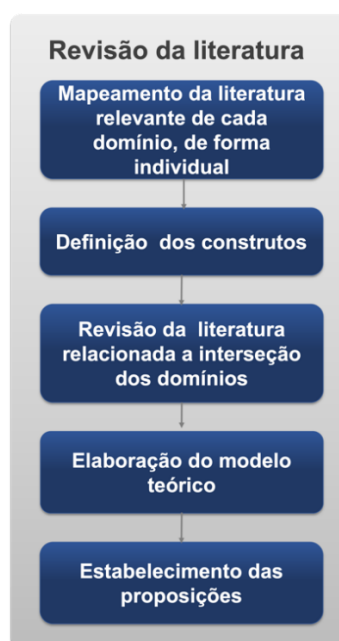 Revisão da literatura
Mapeamento da literatura
relevante de cada
domínio, de forma
individual
Definição dos construtos
Revisão da literatura
relacionada a interseção
dos domínios
Elaboração do modelo
teórico
Estabelecimento das
proposições